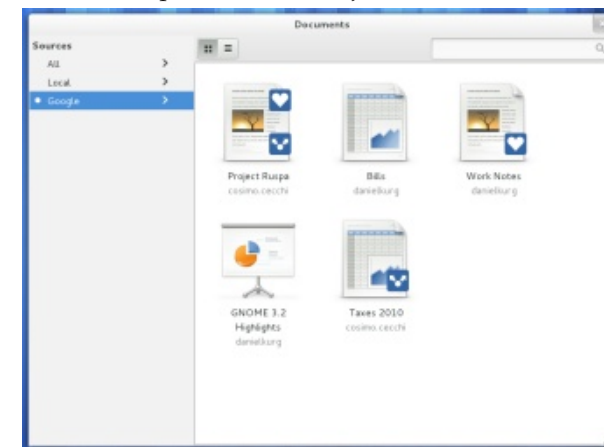 Documents
Sources
All
Local
Google
Project Ruspa
cosimo.cecchi
Bills
danielkurg
Work Notes
danielkurg
GNOME 3.2
Highlights
danielkurg
Taxes 2010
cosimo.cecchi